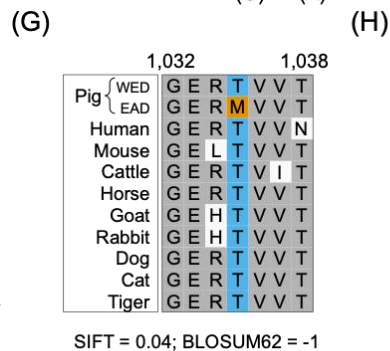 (G)
(H)
1,032 1,038
Pig { WED G E R T V V T
EAD G E R M V V T
Human G E R T V V N
Mouse G E L T V V T
Cattle G E R T V I T
Horse G E R T V V T
Goat G E H T V V T
Rabbit G E H T V V T
Dog G E R T V V T
Cat G E R T V V T
Tiger G E R T V V T
SIFT = 0.04; BLOSUM62 = -1